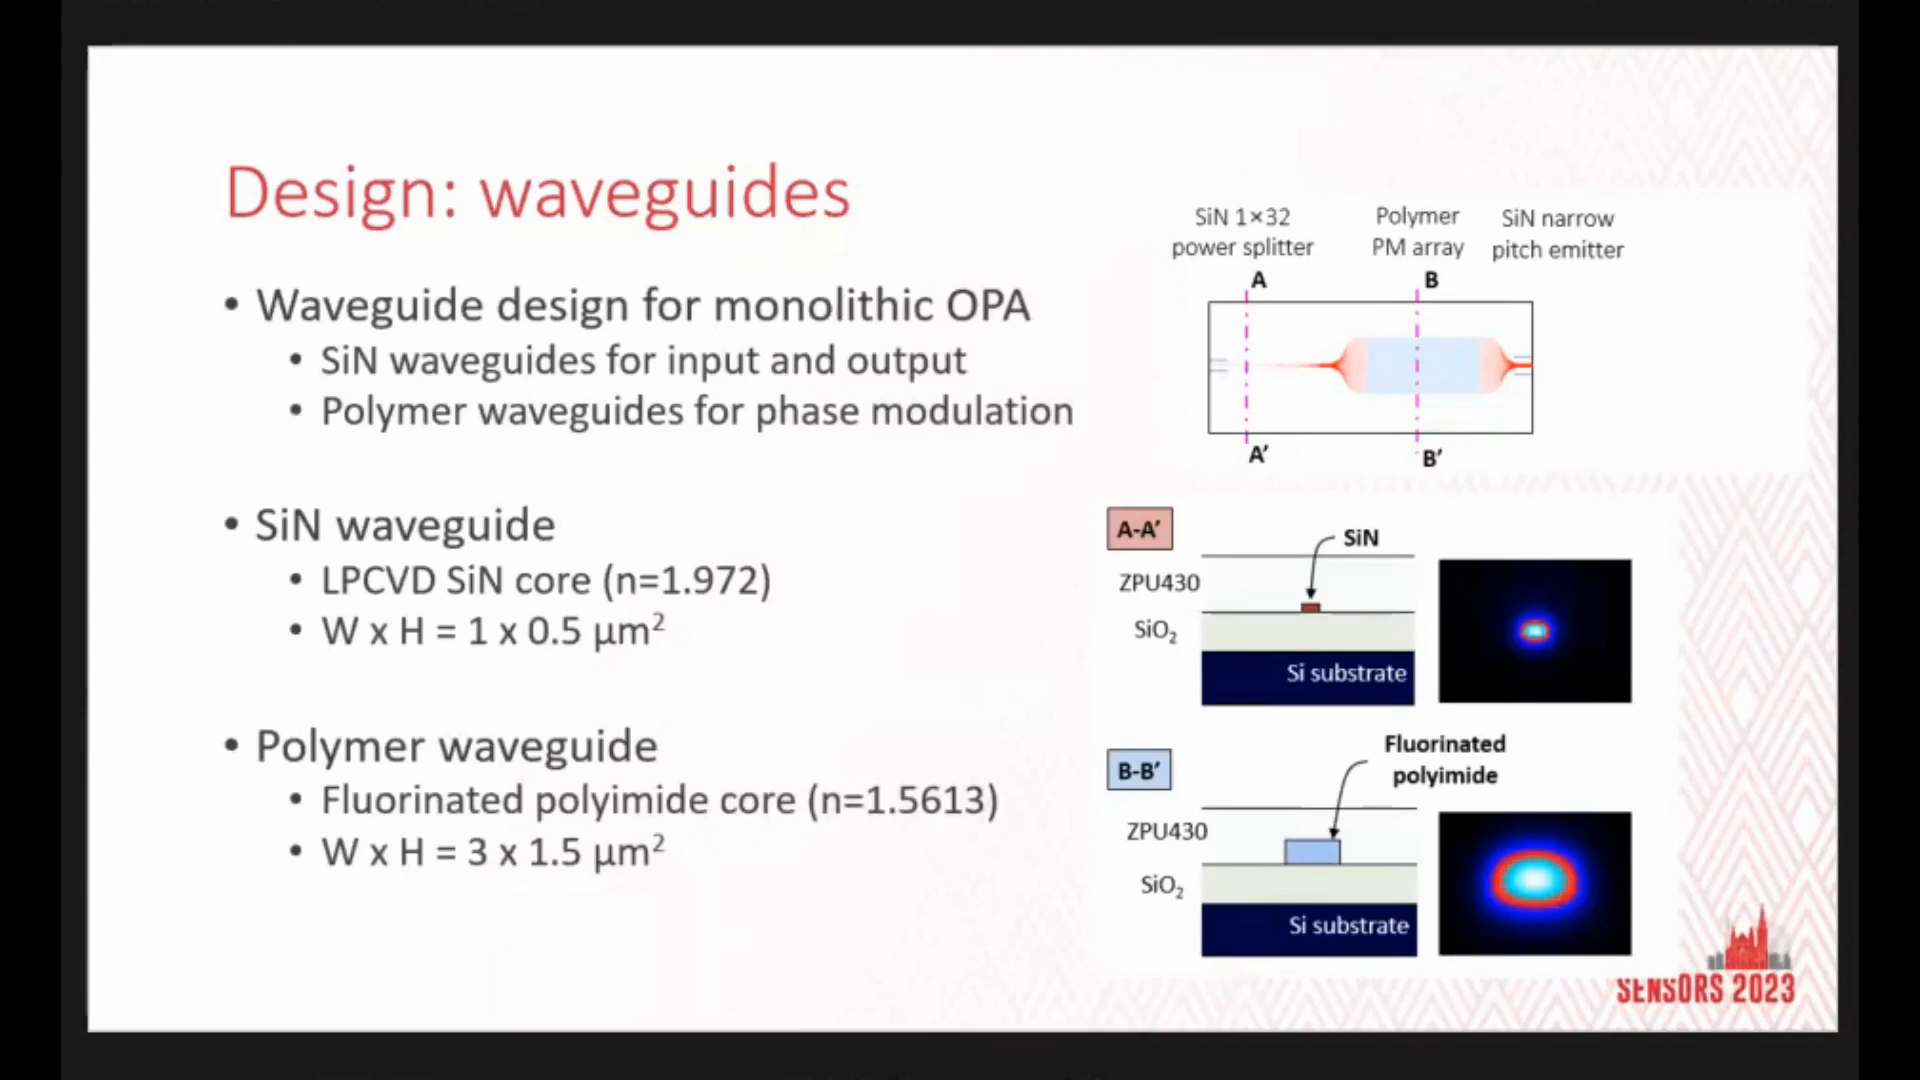 Design: waveguides
• Waveguide design for monolithic OPA
• SiN waveguides for input and output
• Polymer waveguides for phase modulation
• SiN waveguide
• LPCVD SiN core (n=1.972)
• W x H = 1 x 0.5 µm²
• Polymer waveguide
• Fluorinated polyimide core (n=1.5613)
• W x H = 3 x 1.5 µm²
SiN 1×32
power splitter
Polymer
PM array
SiN narrow
pitch emitter
A
B
A’
B’
A-A’
SiN
ZPU430
SiO₂
Si substrate
B-B’
Fluorinated
polyimide
ZPU430
SiO₂
Si substrate
SENSORS 2023